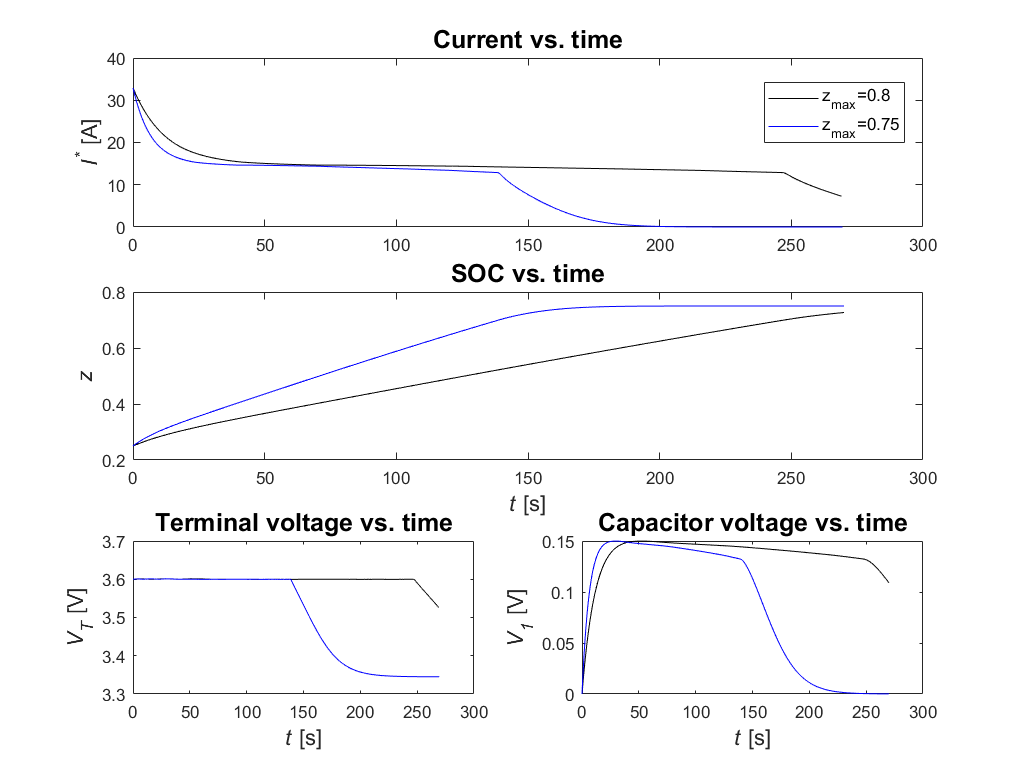 Current vs. time
40
30
20
10
0
I* [A]
0 50 100 150 200 250 300
z_max=0.8
z_max=0.75
SOC vs. time
0.8
0.6
0.4
0.2
z
0 50 100 150 200 250 300
t [s]
Terminal voltage vs. time
3.7
3.6
3.5
3.4
3.3
V_T [V]
0 50 100 150 200 250 300
t [s]
Capacitor voltage vs. time
0.15
0.1
0.05
0
V_1 [V]
0 50 100 150 200 250 300
t [s]